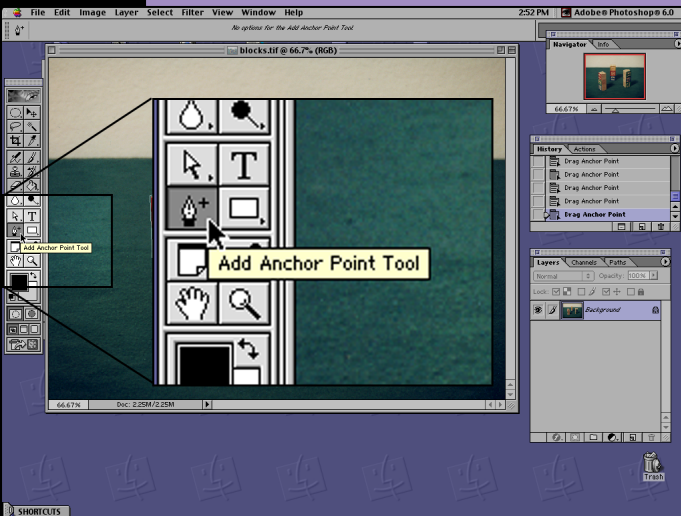 File Edit Image Layer Select Filter View Window Help
2:52 PM Adobe® Photoshop® 6.0
No options for the Add Anchor Point Tool
blocks.tif @ 66.7% (RGB)
Navigator Info
66.67%
History Actions
Drag Anchor Point
Drag Anchor Point
Drag Anchor Point
Drag Anchor Point
Drag Anchor Point
T
Add Anchor Point Tool
T
Add Anchor Point Tool
Layers Channels Paths
Normal Opacity: 100%
Lock:
Background
66.67% Doc: 2.25M/2.25M
Trash
SHORTCUTS